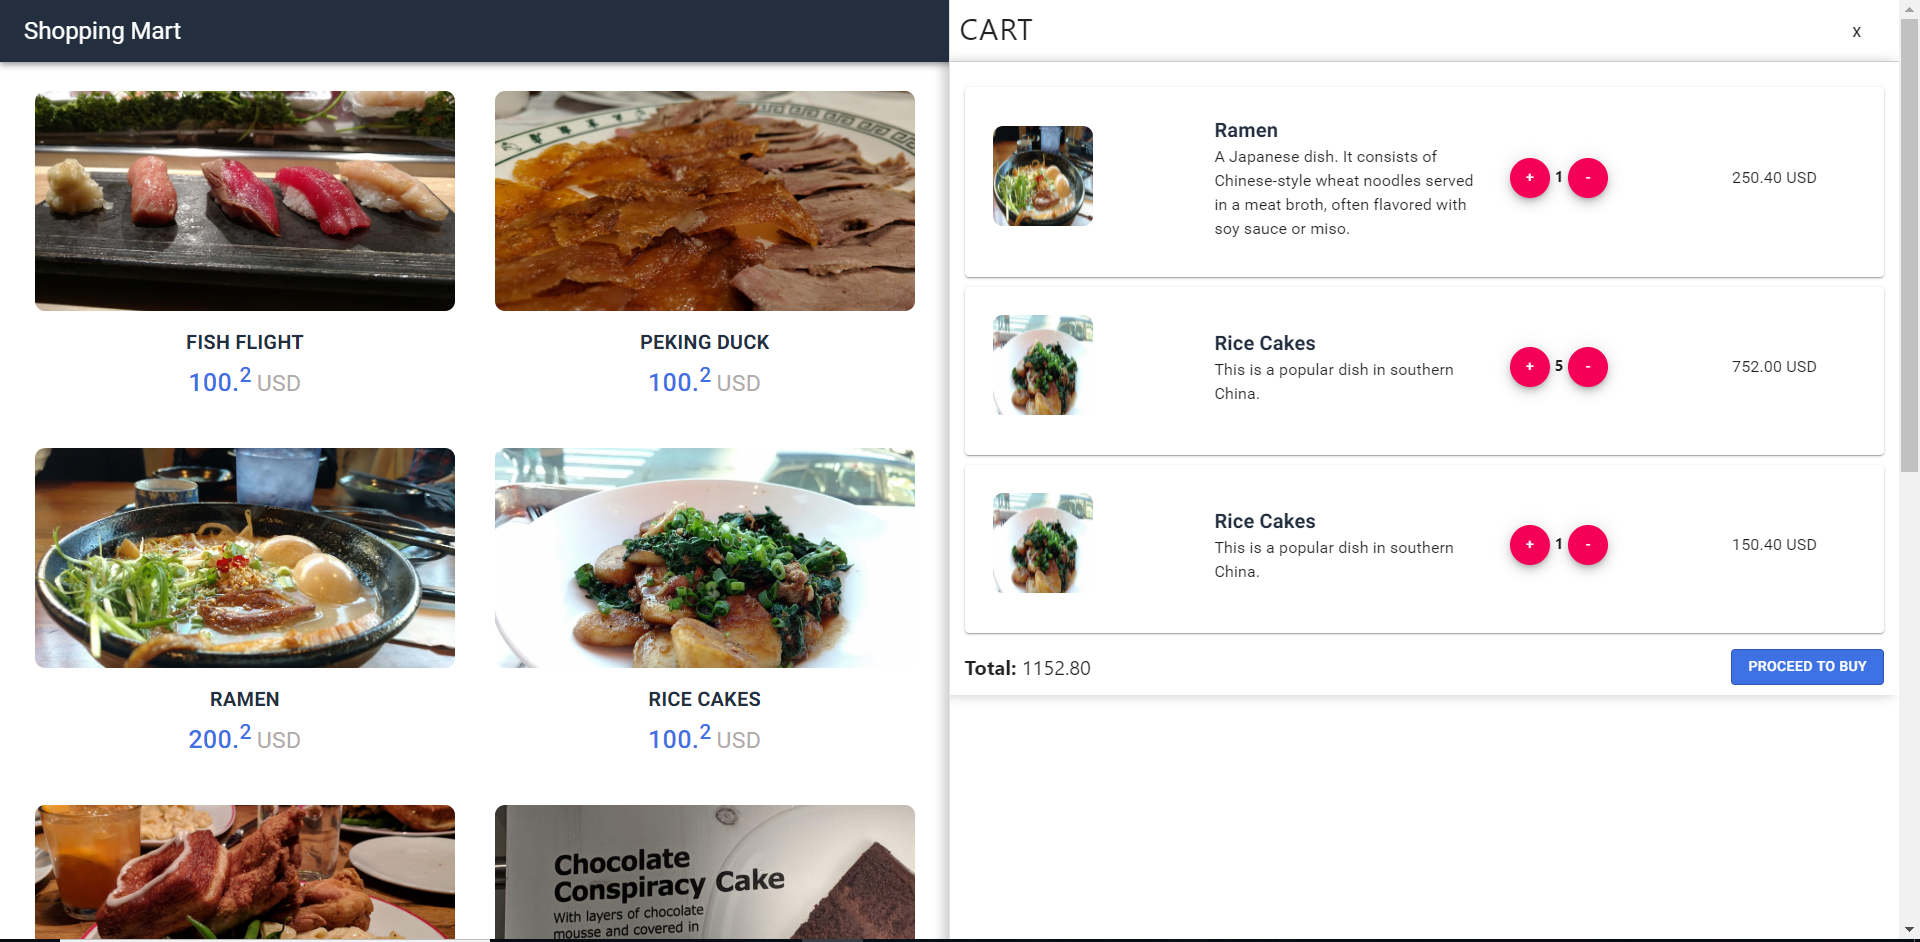 Shopping Mart
FISH FLIGHT
100.2 USD
PEKING DUCK
100.2 USD
RAMEN
200.2 USD
RICE CAKES
100.2 USD
Chocolate
Conspiracy Cake
With layers of chocolate
mousse and covered in
CART
x
Ramen
A Japanese dish. It consists of
Chinese-style wheat noodles served
in a meat broth, often flavored with
soy sauce or miso.
+ 1 -
250.40 USD
Rice Cakes
This is a popular dish in southern
China.
+ 5 -
752.00 USD
Rice Cakes
This is a popular dish in southern
China.
+ 1 -
150.40 USD
Total: 1152.80
PROCEED TO BUY